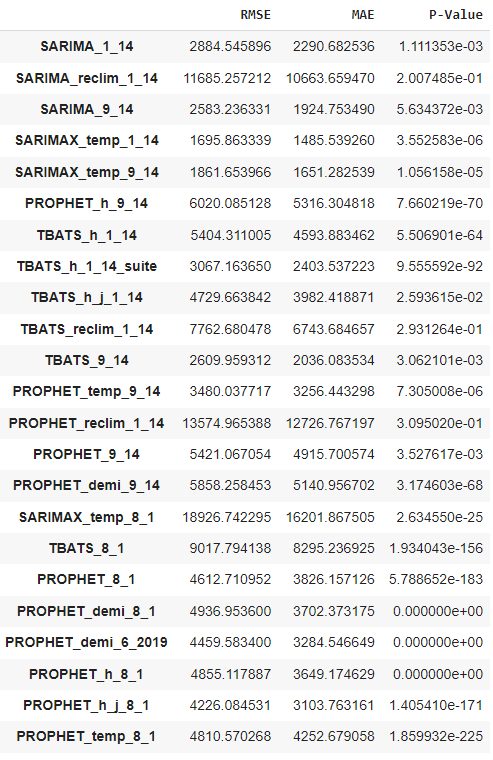 RMSE MAE P-Value
SARIMA_1_14 2884.545896 2290.682536 1.111353e-03
SARIMA_reclim_1_14 11685.257212 10663.659470 2.007485e-01
SARIMA_9_14 2583.236331 1924.753490 5.634372e-03
SARIMAX_temp_1_14 1695.863339 1485.539260 3.552583e-06
SARIMAX_temp_9_14 1861.653966 1651.282539 1.056158e-05
PROPHET_h_9_14 6020.085128 5316.304818 7.660219e-70
TBATS_h_1_14 5404.311005 4593.883462 5.506901e-64
TBATS_h_1_14_suite 3067.163650 2403.537223 9.555592e-92
TBATS_h_j_1_14 4729.663842 3982.418871 2.593615e-02
TBATS_reclim_1_14 7762.680478 6743.684657 2.931264e-01
TBATS_9_14 2609.959312 2036.083534 3.062101e-03
PROPHET_temp_9_14 3480.037717 3256.443298 7.305008e-06
PROPHET_reclim_1_14 13574.965388 12726.767197 3.095020e-01
PROPHET_9_14 5421.067054 4915.700574 3.527617e-03
PROPHET_demi_9_14 5858.258453 5140.956702 3.174603e-68
SARIMAX_temp_8_1 18926.742295 16201.867505 2.634550e-25
TBATS_8_1 9017.794138 8295.236925 1.934043e-156
PROPHET_8_1 4612.710952 3826.157126 5.788652e-183
PROPHET_demi_8_1 4936.953600 3702.373175 0.000000e+00
PROPHET_demi_6_2019 4459.583400 3284.546649 0.000000e+00
PROPHET_h_8_1 4855.117887 3649.174629 0.000000e+00
PROPHET_h_j_8_1 4226.084531 3103.763161 1.405410e-171
PROPHET_temp_8_1 4810.570268 4252.679058 1.859932e-225